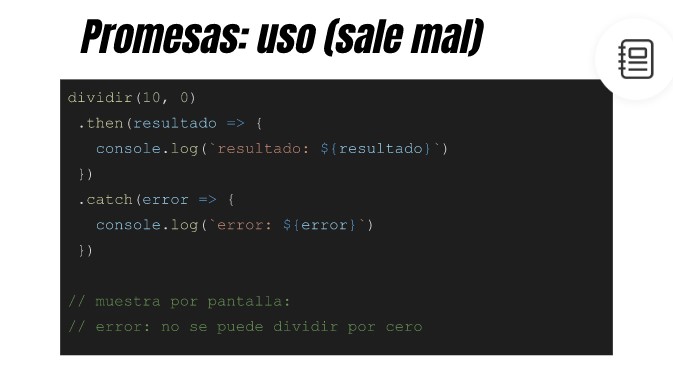 Promesas: uso (sale mal)
dividir(10, 0)
 .then(resultado => {
   console.log(`resultado: ${resultado}`)
 })
 .catch(error => {
   console.log(`error: ${error}`)
 })
// muestra por pantalla:
// error: no se puede dividir por cero